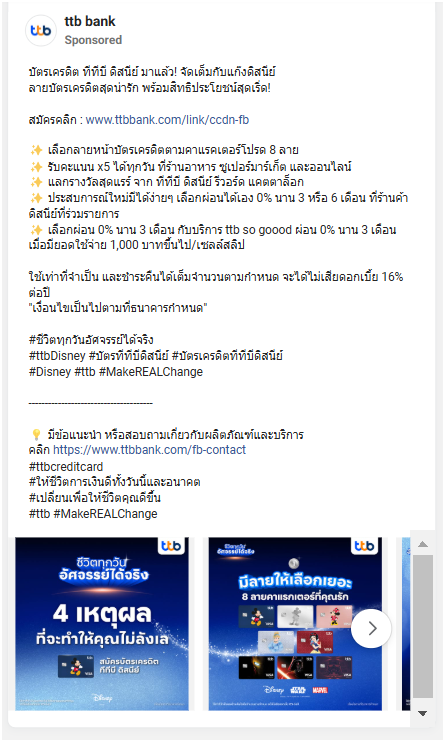 ttb bank
Sponsored
บัตรเครดิต ทีทีบี ดิสนีย์ มาแล้ว! จัดเต็มกับแก๊งดิสนีย์
ลายบัตรเครดิตสุดน่ารัก พร้อมสิทธิประโยชน์สุดเริ่ด!
สมัครคลิก : www.ttbbank.com/link/ccdn-fb
✨ เลือกลายหน้าบัตรเครดิตตามคาแรคเตอร์โปรด 8 ลาย
✨ รับคะแนน x5 ได้ทุกวัน ที่ร้านอาหาร ซูเปอร์มาร์เก็ต และออนไลน์
✨ แลกรางวัลสุดแรร์ จาก ทีทีบี ดิสนีย์ รีวอร์ด แคตตาล็อก
✨ ประสบการณ์ใหม่มีได้ง่ายๆ เลือกผ่อนได้เอง 0% นาน 3 หรือ 6 เดือน ที่ร้านค้า
ดิสนีย์ที่ร่วมรายการ
✨ เลือกผ่อน 0% นาน 3 เดือน กับบริการ ttb so goood ผ่อน 0% นาน 3 เดือน
เมื่อมียอดใช้จ่าย 1,000 บาทขึ้นไป/เซลล์สลิป
ใช้เท่าที่จำเป็น และชำระคืนได้เต็มจำนวนตามกำหนด จะได้ไม่เสียดอกเบี้ย 16%
ต่อปี
"เงื่อนไขเป็นไปตามที่ธนาคารกำหนด"
#ชีวิตทุกวันอัศจรรย์ได้จริง
#ttbDisney #บัตรทีทีบีดิสนีย์ #บัตรเครดิตทีทีบีดิสนีย์
#Disney #ttb #MakeREALChange
--------------------------------------
💡 มีข้อแนะนำ หรือสอบถามเกี่ยวกับผลิตภัณฑ์และบริการ
คลิก https://www.ttbbank.com/fb-contact
#ttbcreditcard
#ให้ชีวิตการเงินดีทั้งวันนี้และอนาคต
#เปลี่ยนเพื่อให้ชีวิตคุณดีขึ้น
#ttb #MakeREALChange
ttb
ชีวิตทุกวัน
อัศจรรย์ได้จริง
4 เหตุผล
ที่จะทำให้คุณไม่ลังเล
สมัครบัตรเครดิต
ทีทีบี ดิสนีย์
Disney
ttb
ชีวิตทุกวัน
อัศจรรย์ได้จริง
มีลายให้เลือกเยอะ
8 ลายคาแรกเตอร์ที่คุณรัก
VISA
Disney
STAR WARS
MARVEL